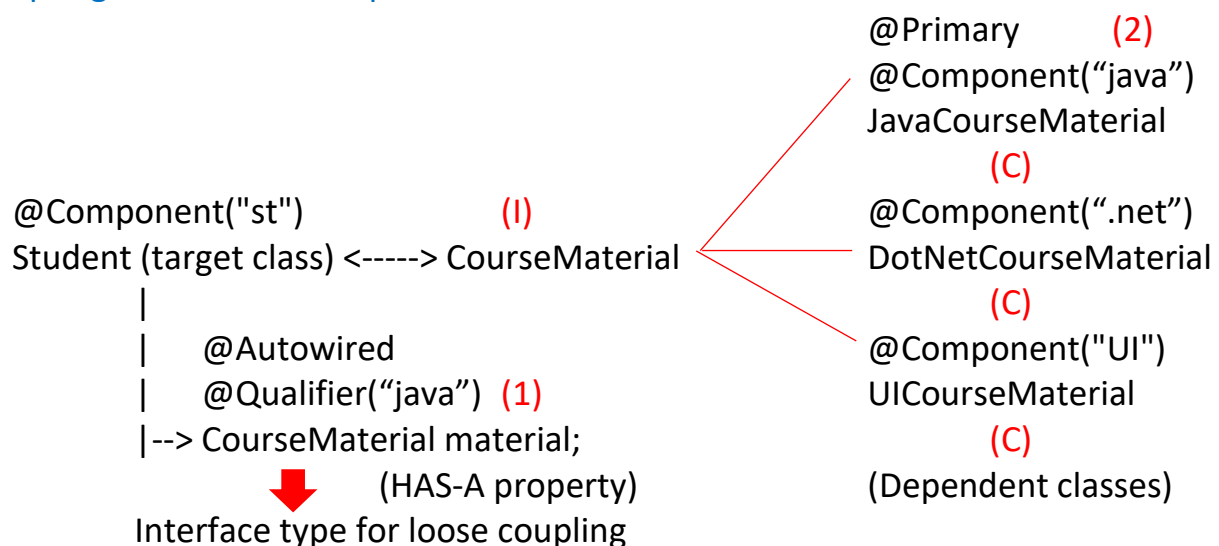 @Primary (2)
@Component(“java”)
JavaCourseMaterial
(C)
@Component("st") (I) @Component(“.net”)
Student (target class) <-----> CourseMaterial DotNetCourseMaterial
| (C)
| @Autowired @Component("UI")
| @Qualifier(“java”) (1) UICourseMaterial
|--> CourseMaterial material; (C)
(HAS-A property) (Dependent classes)
Interface type for loose coupling